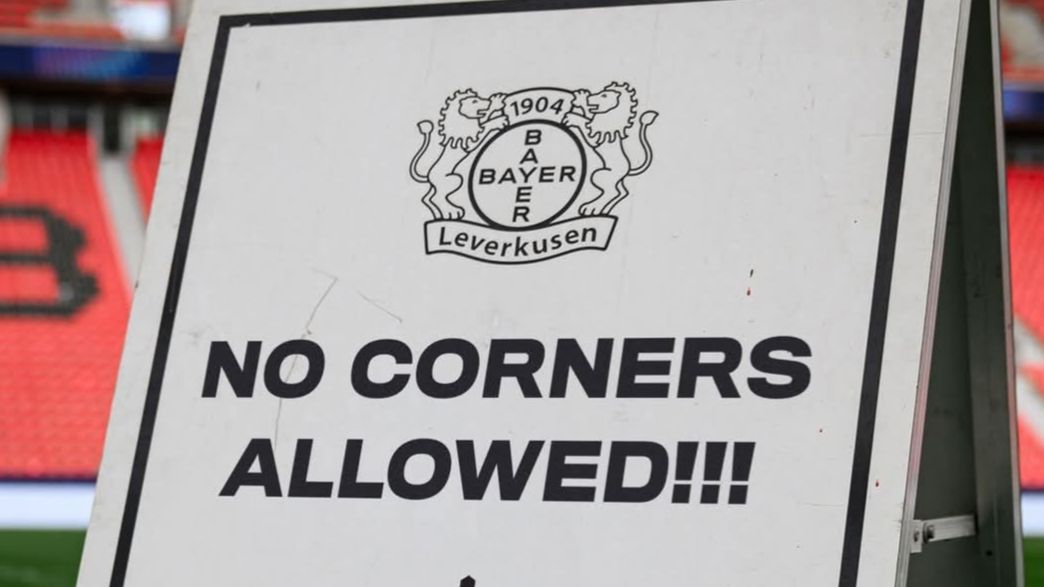 1904
BAYER
BAYER
Leverkusen
NO CORNERS
ALLOWED!!!
B